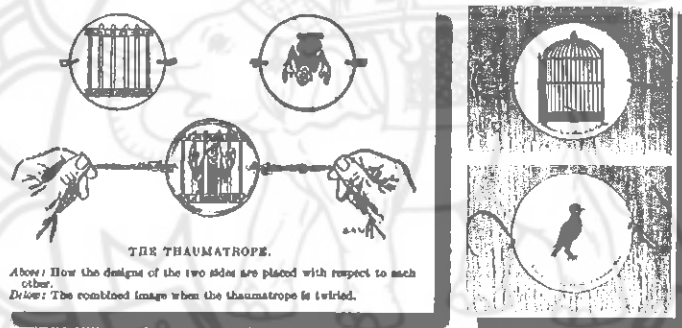 THE THAUMATROPE.
Above: How the designs of the two sides are placed with respect to each
other.
Below: The combined image when the thaumatrope is twirled.